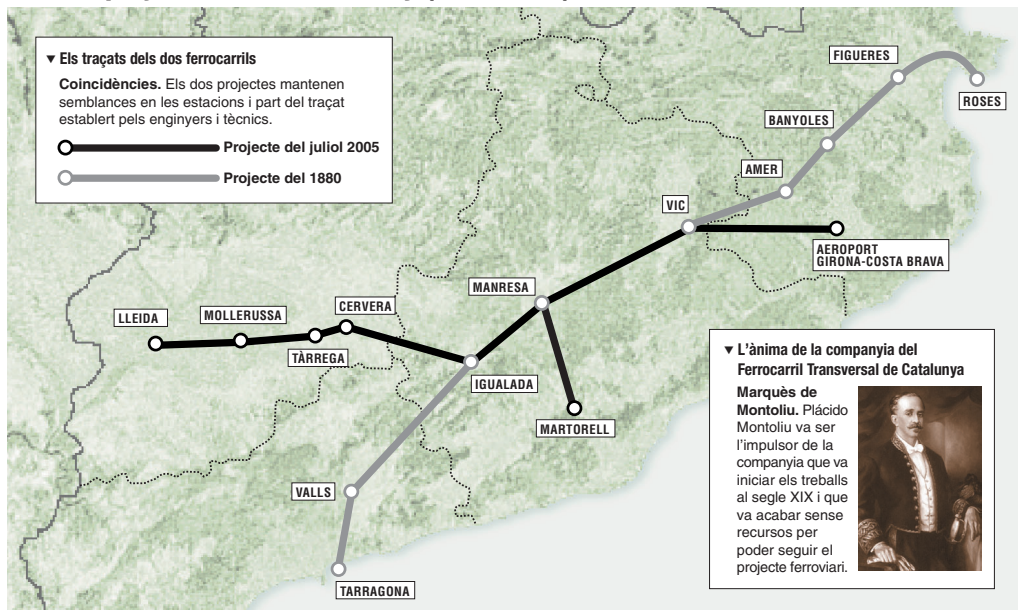 ▼ Els traçats dels dos ferrocarrils
Coincidències. Els dos projectes mantenen
semblances en les estacions i part del traçat
establert pels enginyers i tècnics.
Projecte del juliol 2005
Projecte del 1880
FIGUERES
ROSES
BANYOLES
AMER
VIC
AEROPORT
GIRONA-COSTA BRAVA
MANRESA
CERVERA
MOLLERUSSA
LLEIDA
TÀRREGA
IGUALADA
MARTORELL
VALLS
TARRAGONA
▼ L'ànima de la companyia del
Ferrocarril Transversal de Catalunya
Marquès de
Montoliu. Plácido
Montoliu va ser
l'impulsor de la
companyia que va
iniciar els treballs
al segle XIX i que
va acabar sense
recursos per
poder seguir el
projecte ferroviari.